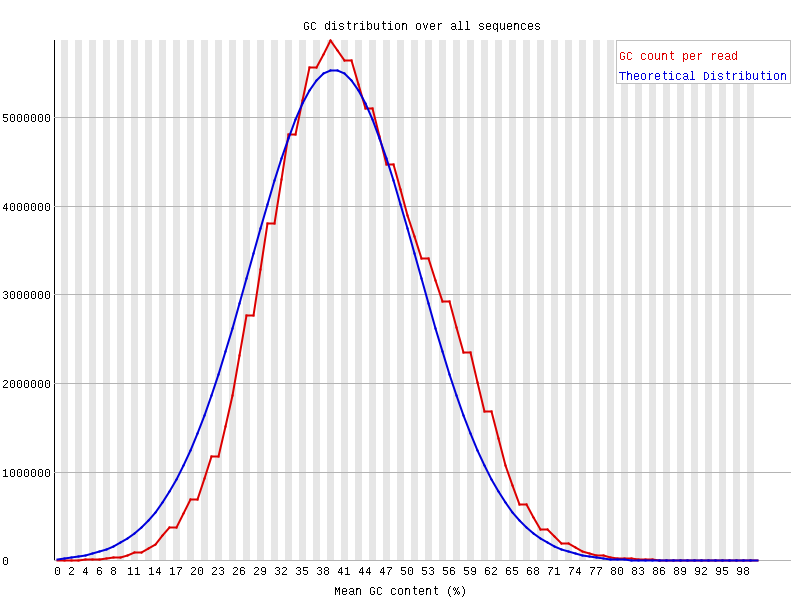 GC distribution over all sequences
GC count per read
Theoretical Distribution
5000000
4000000
3000000
2000000
1000000
0
0 2 4 6 8 11 14 17 20 23 26 29 32 35 38 41 44 47 50 53 56 59 62 65 68 71 74 77 80 83 86 89 92 95 98
Mean GC content (%)